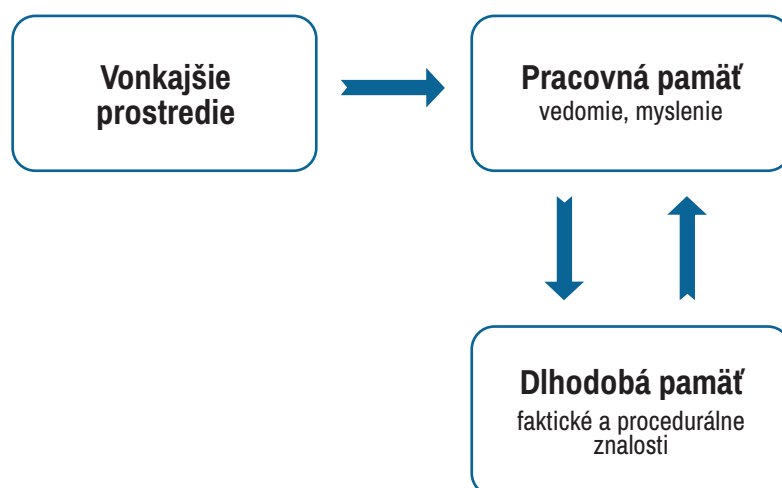 Vonkajšie
prostredie
Pracovná pamäť
vedomie, myslenie
Dlhodobá pamäť
faktické a procedurálne
znalosti